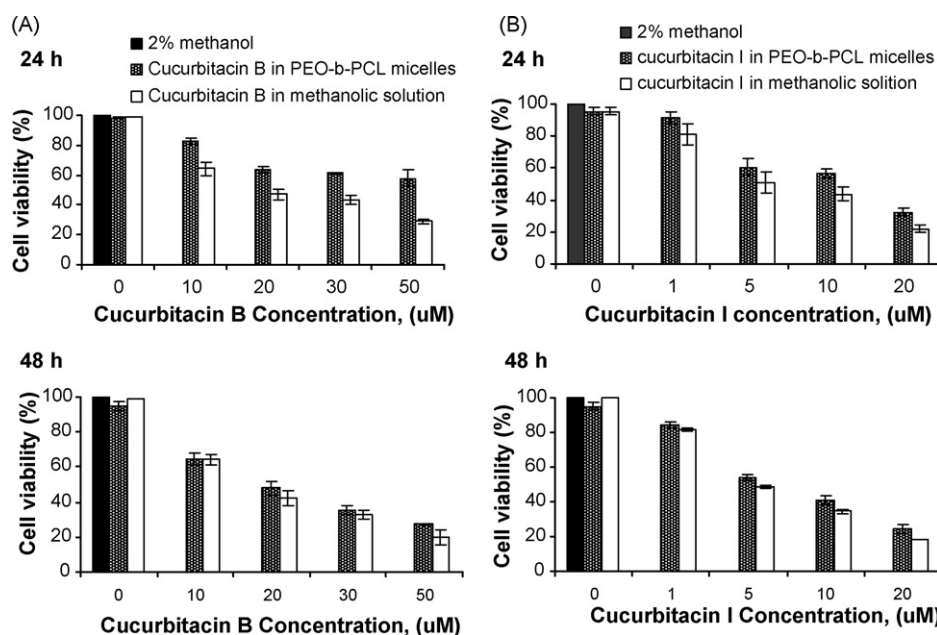 (A)
24 h
2% methanol
Cucurbitacin B in PEO-b-PCL micelles
Cucurbitacin B in methanolic solution
Cell viability (%)
100
80
60
40
20
0
0 10 20 30 50
Cucurbitacin B Concentration, (uM)
48 h
Cell viability (%)
100
80
60
40
20
0
0 10 20 30 50
Cucurbitacin B Concentration, (uM)
(B)
24 h
2% methanol
cucurbitacin I in PEO-b-PCL micelles
cucurbitacin I in methanolic solition
Cell viability (%)
100
80
60
40
20
0
0 1 5 10 20
Cucurbitacin I concentration, (uM)
48 h
Cell viability (%)
100
80
60
40
20
0
0 1 5 10 20
Cucurbitacin I Concentration, (uM)